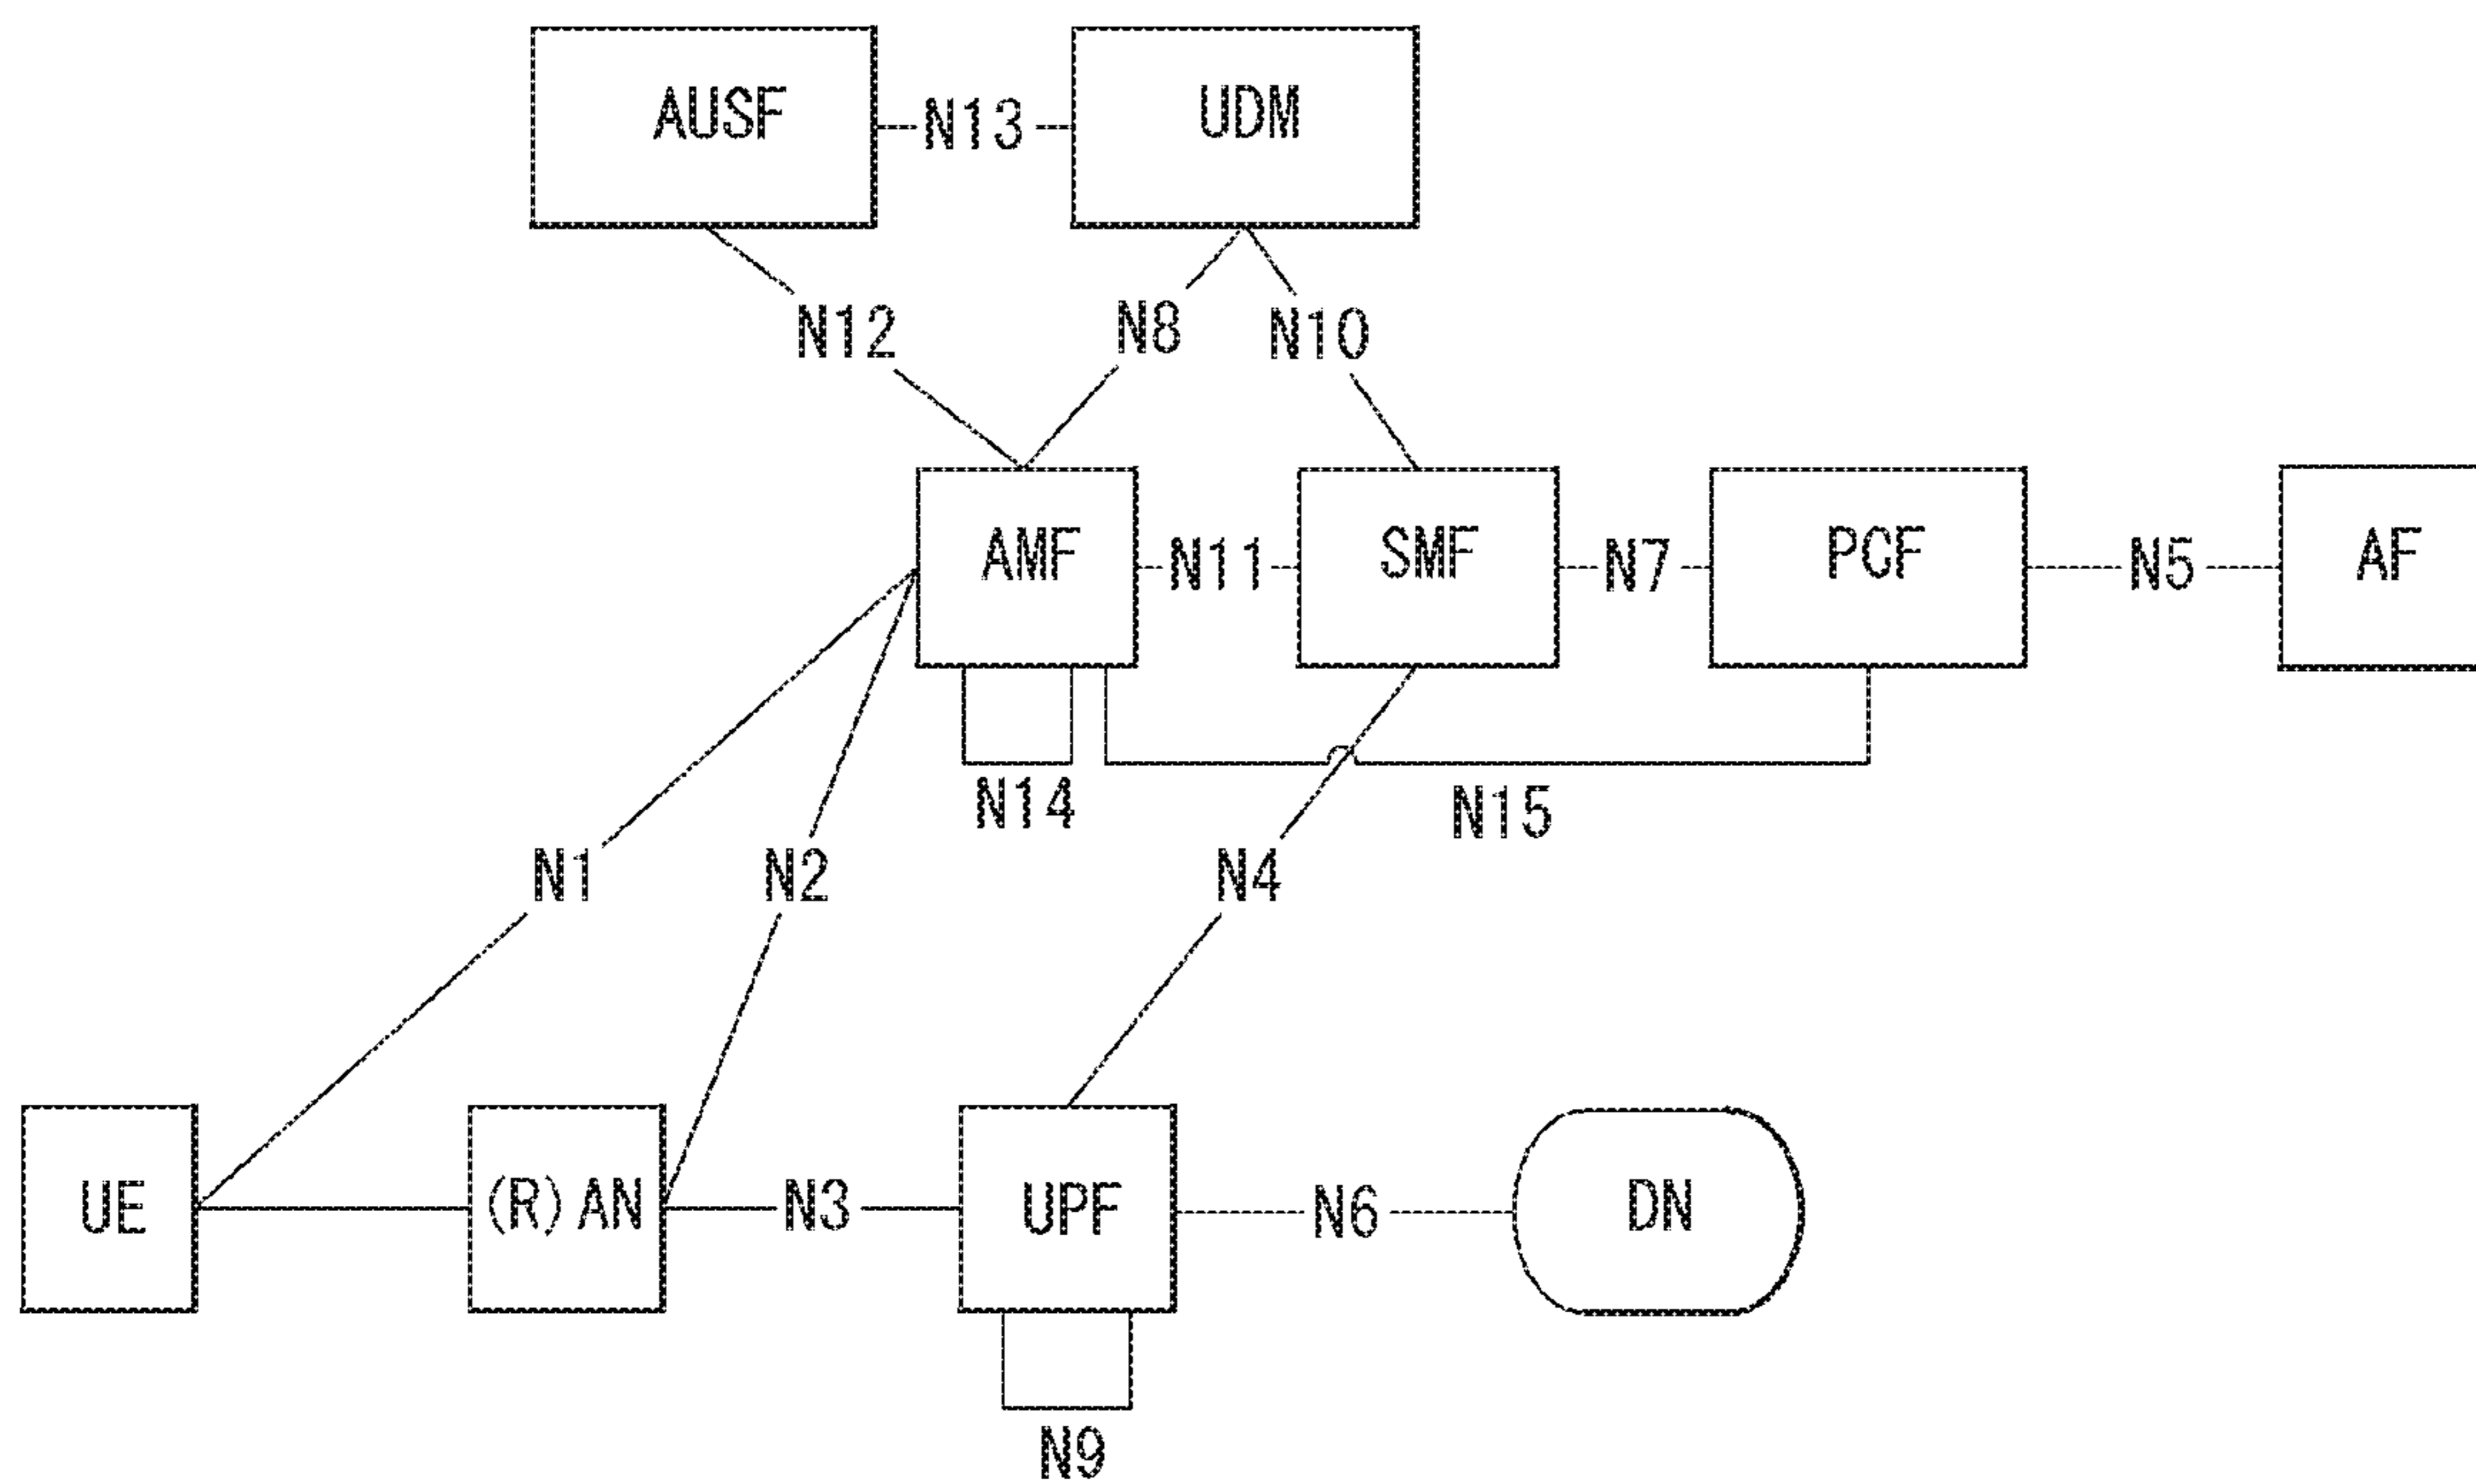 AUSF N13 UDM
N12 N8 N10
AMF N11 SMF N7 PCF N5 AF
N14 N15
N1 N2 N4
UE (R)AN N3 UPF N6 DN
N9